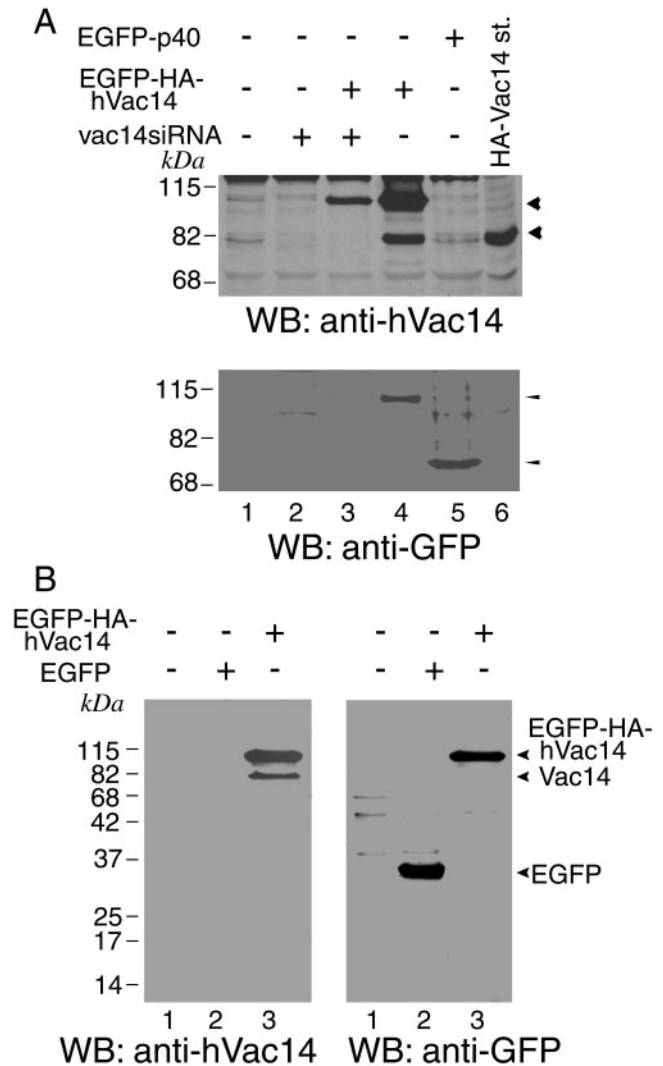 A
EGFP-p40 - - - - + -
EGFP-HA-
hVac14 - - + + - -
vac14siRNA - + + - - -
HA-Vac14 st.
kDa
115
82
68
WB: anti-hVac14
115
82
68
1 2 3 4 5 6
WB: anti-GFP
B
EGFP-HA-
hVac14 - - + - - +
EGFP - + - - + -
kDa
115
82
68
42
37
25
17
14
EGFP-HA-
hVac14
Vac14
EGFP
1 2 3 1 2 3
WB: anti-hVac14 WB: anti-GFP